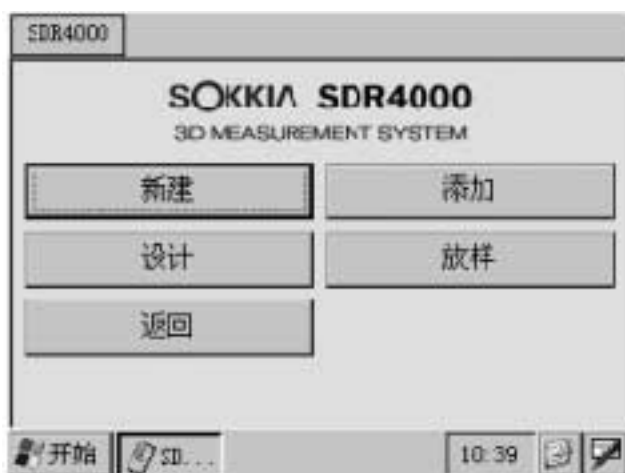 SDR4000
SOKKIA SDR4000
3D MEASUREMENT SYSTEM
新建 添加
设计 放样
返回
开始 SD... 10:39